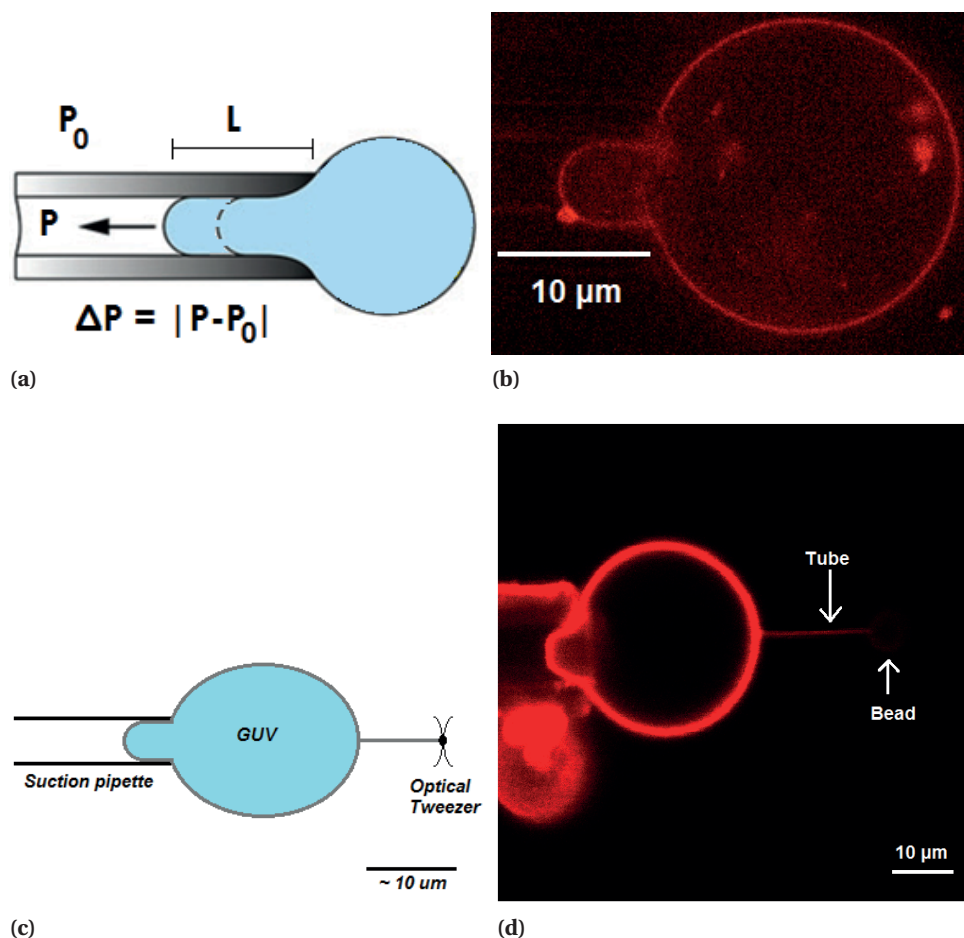 P0 L
P
ΔP = |P-P0|
10 µm
(a)
(b)
Tube
GUV
Bead
Suction pipette
Optical
Tweezer
10 µm
~ 10 um
(c)
(d)